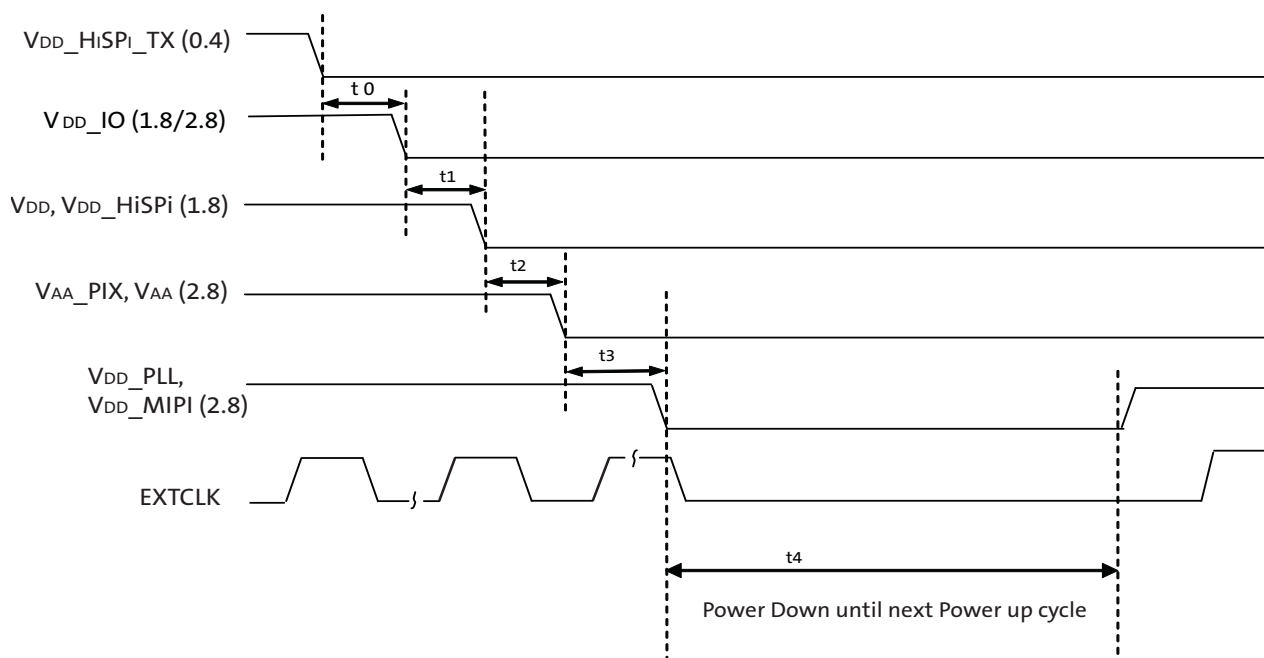 VDD_HiSPi_TX (0.4)
t 0
VDD_IO (1.8/2.8)
t1
VDD, VDD_HiSPi (1.8)
t2
VAA_PIX, VAA (2.8)
t3
VDD_PLL,
VDD_MIPI (2.8)
EXTCLK
t4
Power Down until next Power up cycle